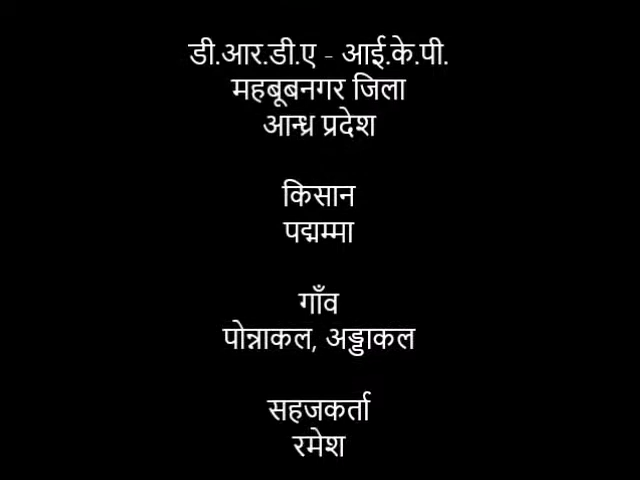 डी.आर.डी.ए - आई.के.पी.
महबूबनगर जिला
आन्ध्र प्रदेश
किसान
पद्मम्मा
गाँव
पोन्नाकल, अड्डाकल
सहजकर्ता
रमेश